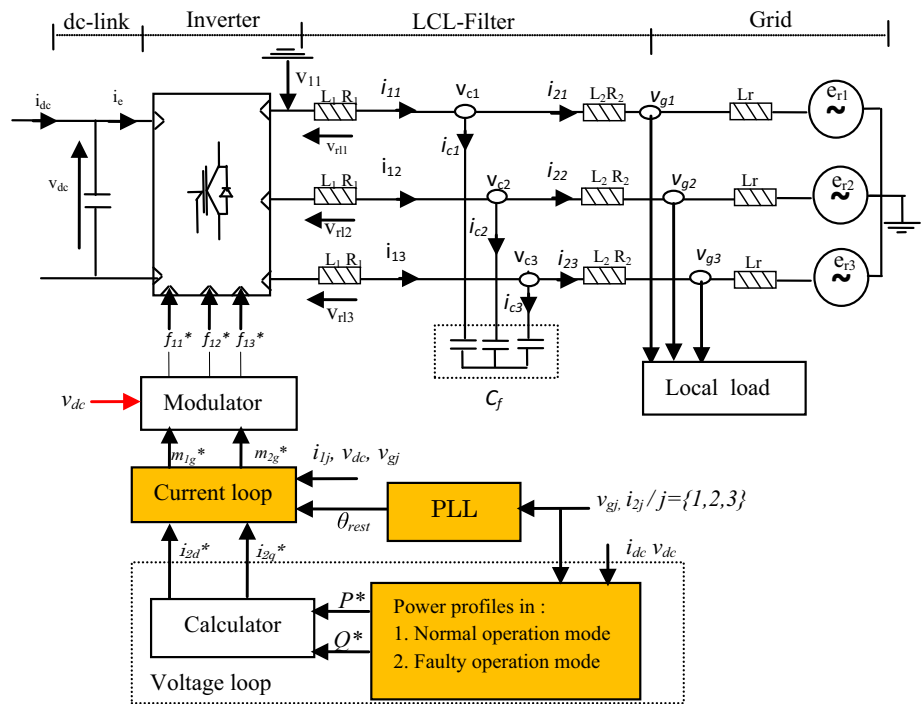 dc-link Inverter LCL-Filter Grid
v11
idc ie L1 R1 i11 vc1 i21 L2R2 vg1 Lr er1
~
vrl1 ic1
vdc L1 R1 i12 vc2 i22 L2 R2 vg2 Lr er2
~
vrl2 ic2
L1 R1 i13 vc3 i23 L2 R2 vg3 Lr er3
~
vrl3 ic3
f11* f12* f13*
Cf
Local load
vdc Modulator
m1g* m2g*
i1j, vdc, vgj
Current loop
θrest
PLL
vgj, i2j / j={1,2,3}
i2d* i2q*
idc vdc
Calculator
P*
Q*
Power profiles in :
1. Normal operation mode
2. Faulty operation mode
Voltage loop